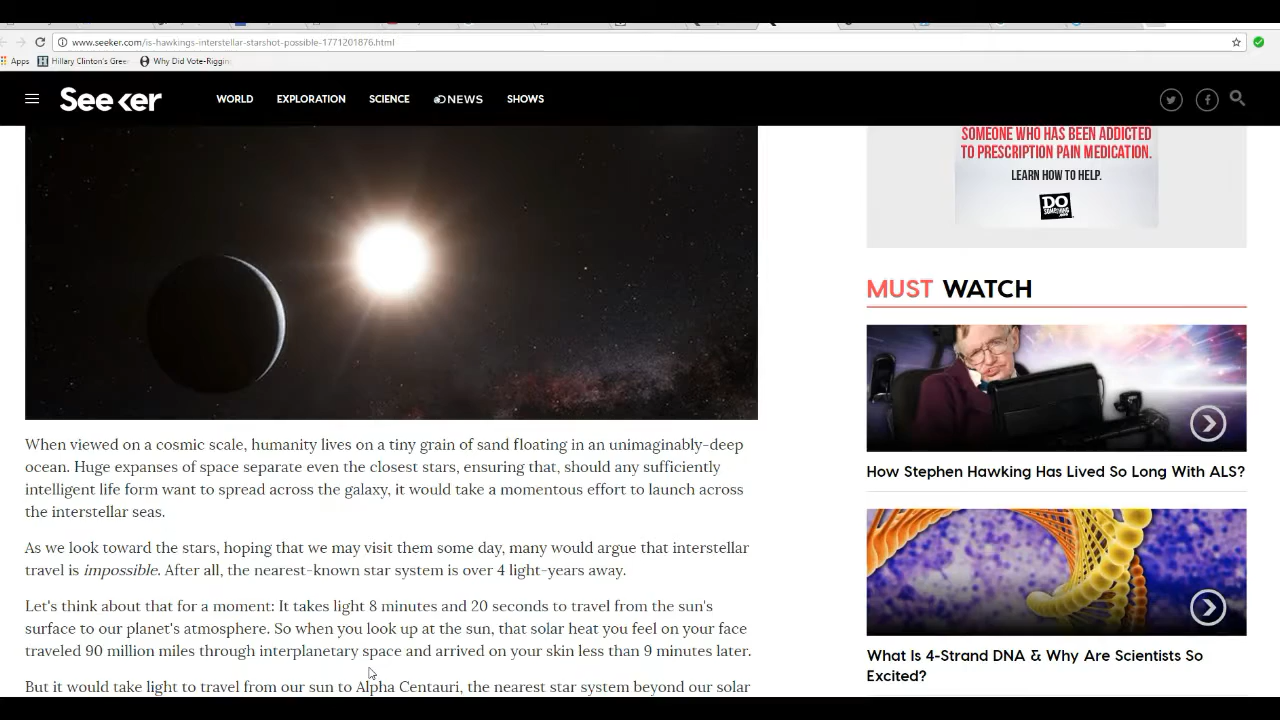 www.seeker.com/is-hawkings-interstellar-starshot-possible-1771201876.html
Apps Hillary Clinton's Gree Why Did Vote-Riggin
Seeker WORLD EXPLORATION SCIENCE NEWS SHOWS
SOMEONE WHO HAS BEEN ADDICTED
TO PRESCRIPTION PAIN MEDICATION.
LEARN HOW TO HELP.
DO
SOMETHING
MUST WATCH
How Stephen Hawking Has Lived So Long With ALS?
What Is 4-Strand DNA & Why Are Scientists So
Excited?
When viewed on a cosmic scale, humanity lives on a tiny grain of sand floating in an unimaginably-deep
ocean. Huge expanses of space separate even the closest stars, ensuring that, should any sufficiently
intelligent life form want to spread across the galaxy, it would take a momentous effort to launch across
the interstellar seas.
As we look toward the stars, hoping that we may visit them some day, many would argue that interstellar
travel is impossible. After all, the nearest-known star system is over 4 light-years away.
Let's think about that for a moment: It takes light 8 minutes and 20 seconds to travel from the sun's
surface to our planet's atmosphere. So when you look up at the sun, that solar heat you feel on your face
traveled 90 million miles through interplanetary space and arrived on your skin less than 9 minutes later.
But it would take light to travel from our sun to Alpha Centauri, the nearest star system beyond our solar